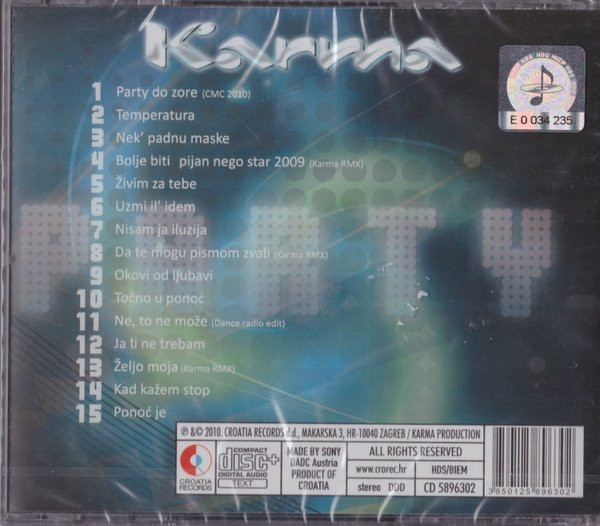 Karma
HDS HDU HUZIP HDS
E 0 034 235
1 Party do zore (CMC 2010)
2 Temperatura
3 Nek' padnu maske
4 Bolje biti pijan nego star 2009 (Karma RMX)
5 Živim za tebe
6 Uzmi il' idem
7 Nisam ja iluzija
8 Da te mogu pismom zvati (Karma RMX)
9 Okovi od ljubavi
10 Točno u ponoć
11 Ne, to ne može (Dance radio edit)
12 Ja ti ne trebam
13 Željo moja (Karma RMX)
14 Kad kažem stop
15 Ponoć je
PARTY
℗ &© 2010. CROATIA RECORDS d.d., MAKARSKA 3, HR-10040 ZAGREB / KARMA PRODUCTION
CROATIA
RECORDS
COMPACT
disc+
DIGITAL AUDIO
TEXT
MADE BY SONY
DADC Austria
PRODUCT OF
CROATIA
ALL RIGHTS RESERVED
www.crorec.hr HDS/BIEM
stereo DDD CD 5896302
3850125896302